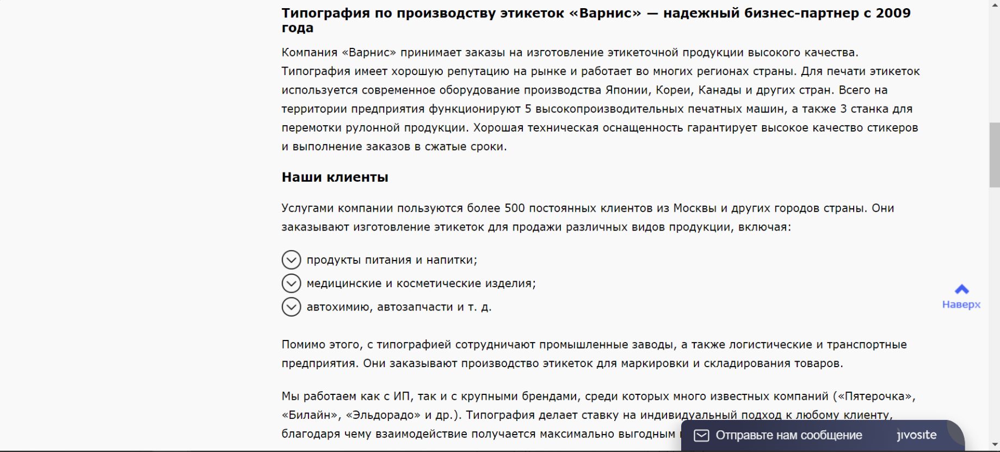 Типография по производству этикеток «Варнис» — надежный бизнес-партнер с 2009
года
Компания «Варнис» принимает заказы на изготовление этикеточной продукции высокого качества.
Типография имеет хорошую репутацию на рынке и работает во многих регионах страны. Для печати этикеток
используется современное оборудование производства Японии, Кореи, Канады и других стран. Всего на
территории предприятия функционируют 5 высокопроизводительных печатных машин, а также 3 станка для
перемотки рулонной продукции. Хорошая техническая оснащенность гарантирует высокое качество стикеров
и выполнение заказов в сжатые сроки.
Наши клиенты
Услугами компании пользуются более 500 постоянных клиентов из Москвы и других городов страны. Они
заказывают изготовление этикеток для продажи различных видов продукции, включая:
продукты питания и напитки;
медицинские и косметические изделия;
автохимию, автозапчасти и т. д.
Наверх
Помимо этого, с типографией сотрудничают промышленные заводы, а также логистические и транспортные
предприятия. Они заказывают производство этикеток для маркировки и складирования товаров.
Мы работаем как с ИП, так и с крупными брендами, среди которых много известных компаний («Пятерочка»,
«Билайн», «Эльдорадо» и др.). Типография делает ставку на индивидуальный подход к любому клиенту,
благодаря чему взаимодействие получается максимально выгодным
Отправьте нам сообщение jivosite